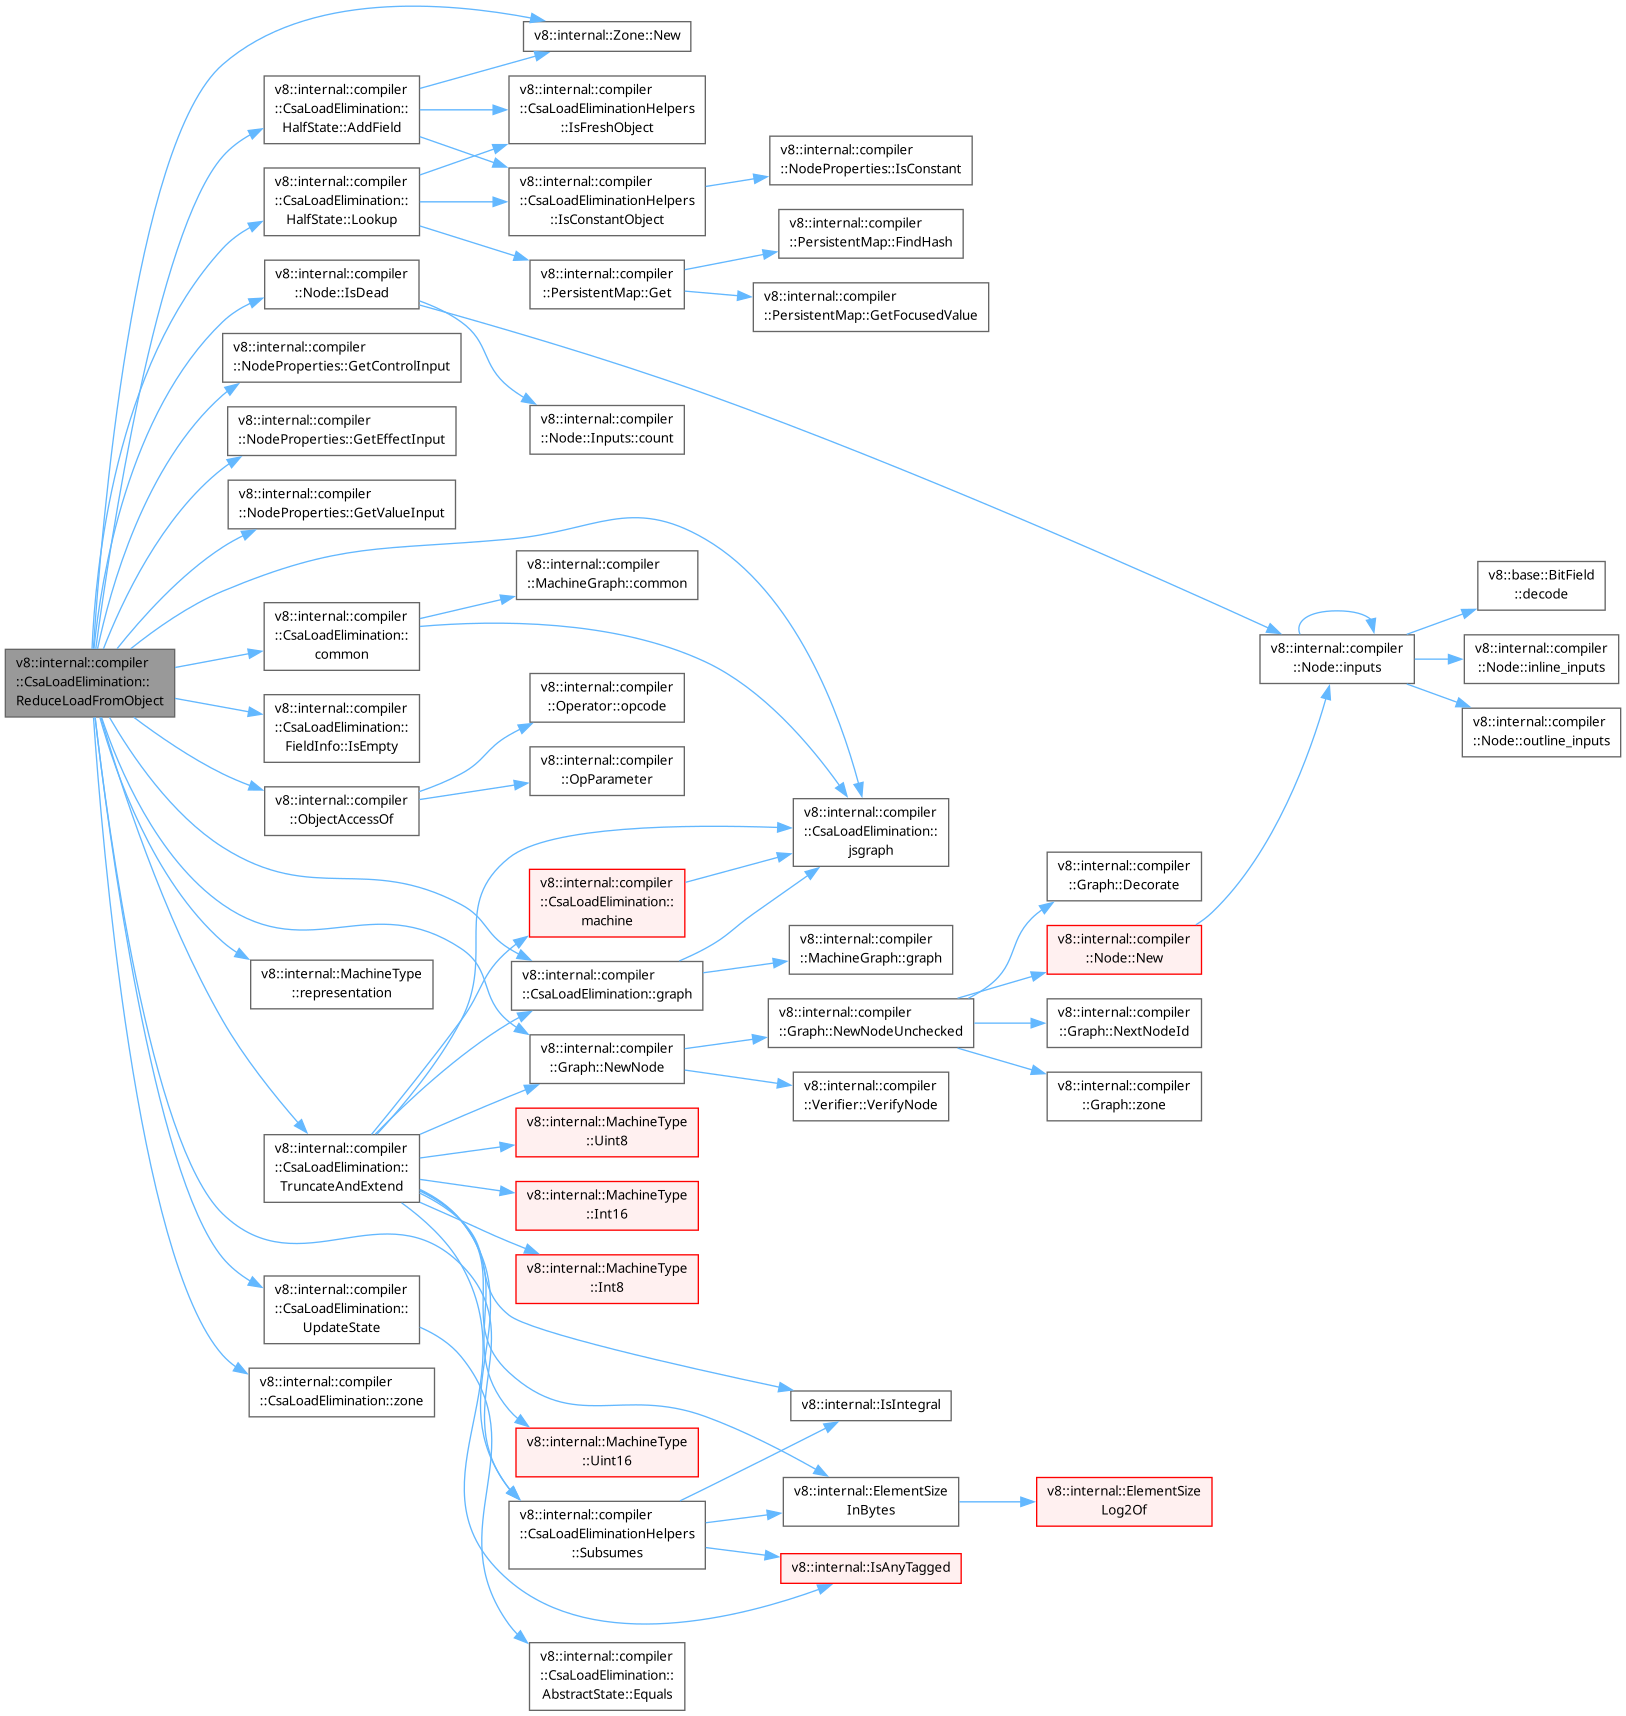 v8::internal::Zone::New
v8::internal::compiler
::CsaLoadElimination::
HalfState::AddField
v8::internal::compiler
::CsaLoadEliminationHelpers
::IsFreshObject
v8::internal::compiler
::NodeProperties::IsConstant
v8::internal::compiler
::CsaLoadElimination::
HalfState::Lookup
v8::internal::compiler
::CsaLoadEliminationHelpers
::IsConstantObject
v8::internal::compiler
::PersistentMap::FindHash
v8::internal::compiler
::Node::IsDead
v8::internal::compiler
::PersistentMap::Get
v8::internal::compiler
::PersistentMap::GetFocusedValue
v8::internal::compiler
::NodeProperties::GetControlInput
v8::internal::compiler
::NodeProperties::GetEffectInput
v8::internal::compiler
::Node::Inputs::count
v8::internal::compiler
::NodeProperties::GetValueInput
v8::internal::compiler
::MachineGraph::common
v8::base::BitField
::decode
v8::internal::compiler
::CsaLoadElimination::
common
v8::internal::compiler
::Node::inputs
v8::internal::compiler
::Node::inline_inputs
v8::internal::compiler
::CsaLoadElimination::
ReduceLoadFromObject
v8::internal::compiler
::CsaLoadElimination::
FieldInfo::IsEmpty
v8::internal::compiler
::Operator::opcode
v8::internal::compiler
::Node::outline_inputs
v8::internal::compiler
::OpParameter
v8::internal::compiler
::ObjectAccessOf
v8::internal::compiler
::CsaLoadElimination::
jsgraph
v8::internal::compiler
::CsaLoadElimination::
machine
v8::internal::compiler
::Graph::Decorate
v8::internal::compiler
::Node::New
v8::internal::compiler
::MachineGraph::graph
v8::internal::MachineType
::representation
v8::internal::compiler
::CsaLoadElimination::graph
v8::internal::compiler
::Graph::NewNodeUnchecked
v8::internal::compiler
::Graph::NextNodeId
v8::internal::compiler
::Graph::NewNode
v8::internal::compiler
::Verifier::VerifyNode
v8::internal::compiler
::Graph::zone
v8::internal::MachineType
::Uint8
v8::internal::compiler
::CsaLoadElimination::
TruncateAndExtend
v8::internal::MachineType
::Int16
v8::internal::MachineType
::Int8
v8::internal::compiler
::CsaLoadElimination::
UpdateState
v8::internal::compiler
::CsaLoadElimination::zone
v8::internal::IsIntegral
v8::internal::MachineType
::Uint16
v8::internal::ElementSize
InBytes
v8::internal::ElementSize
Log2Of
v8::internal::compiler
::CsaLoadEliminationHelpers
::Subsumes
v8::internal::IsAnyTagged
v8::internal::compiler
::CsaLoadElimination::
AbstractState::Equals